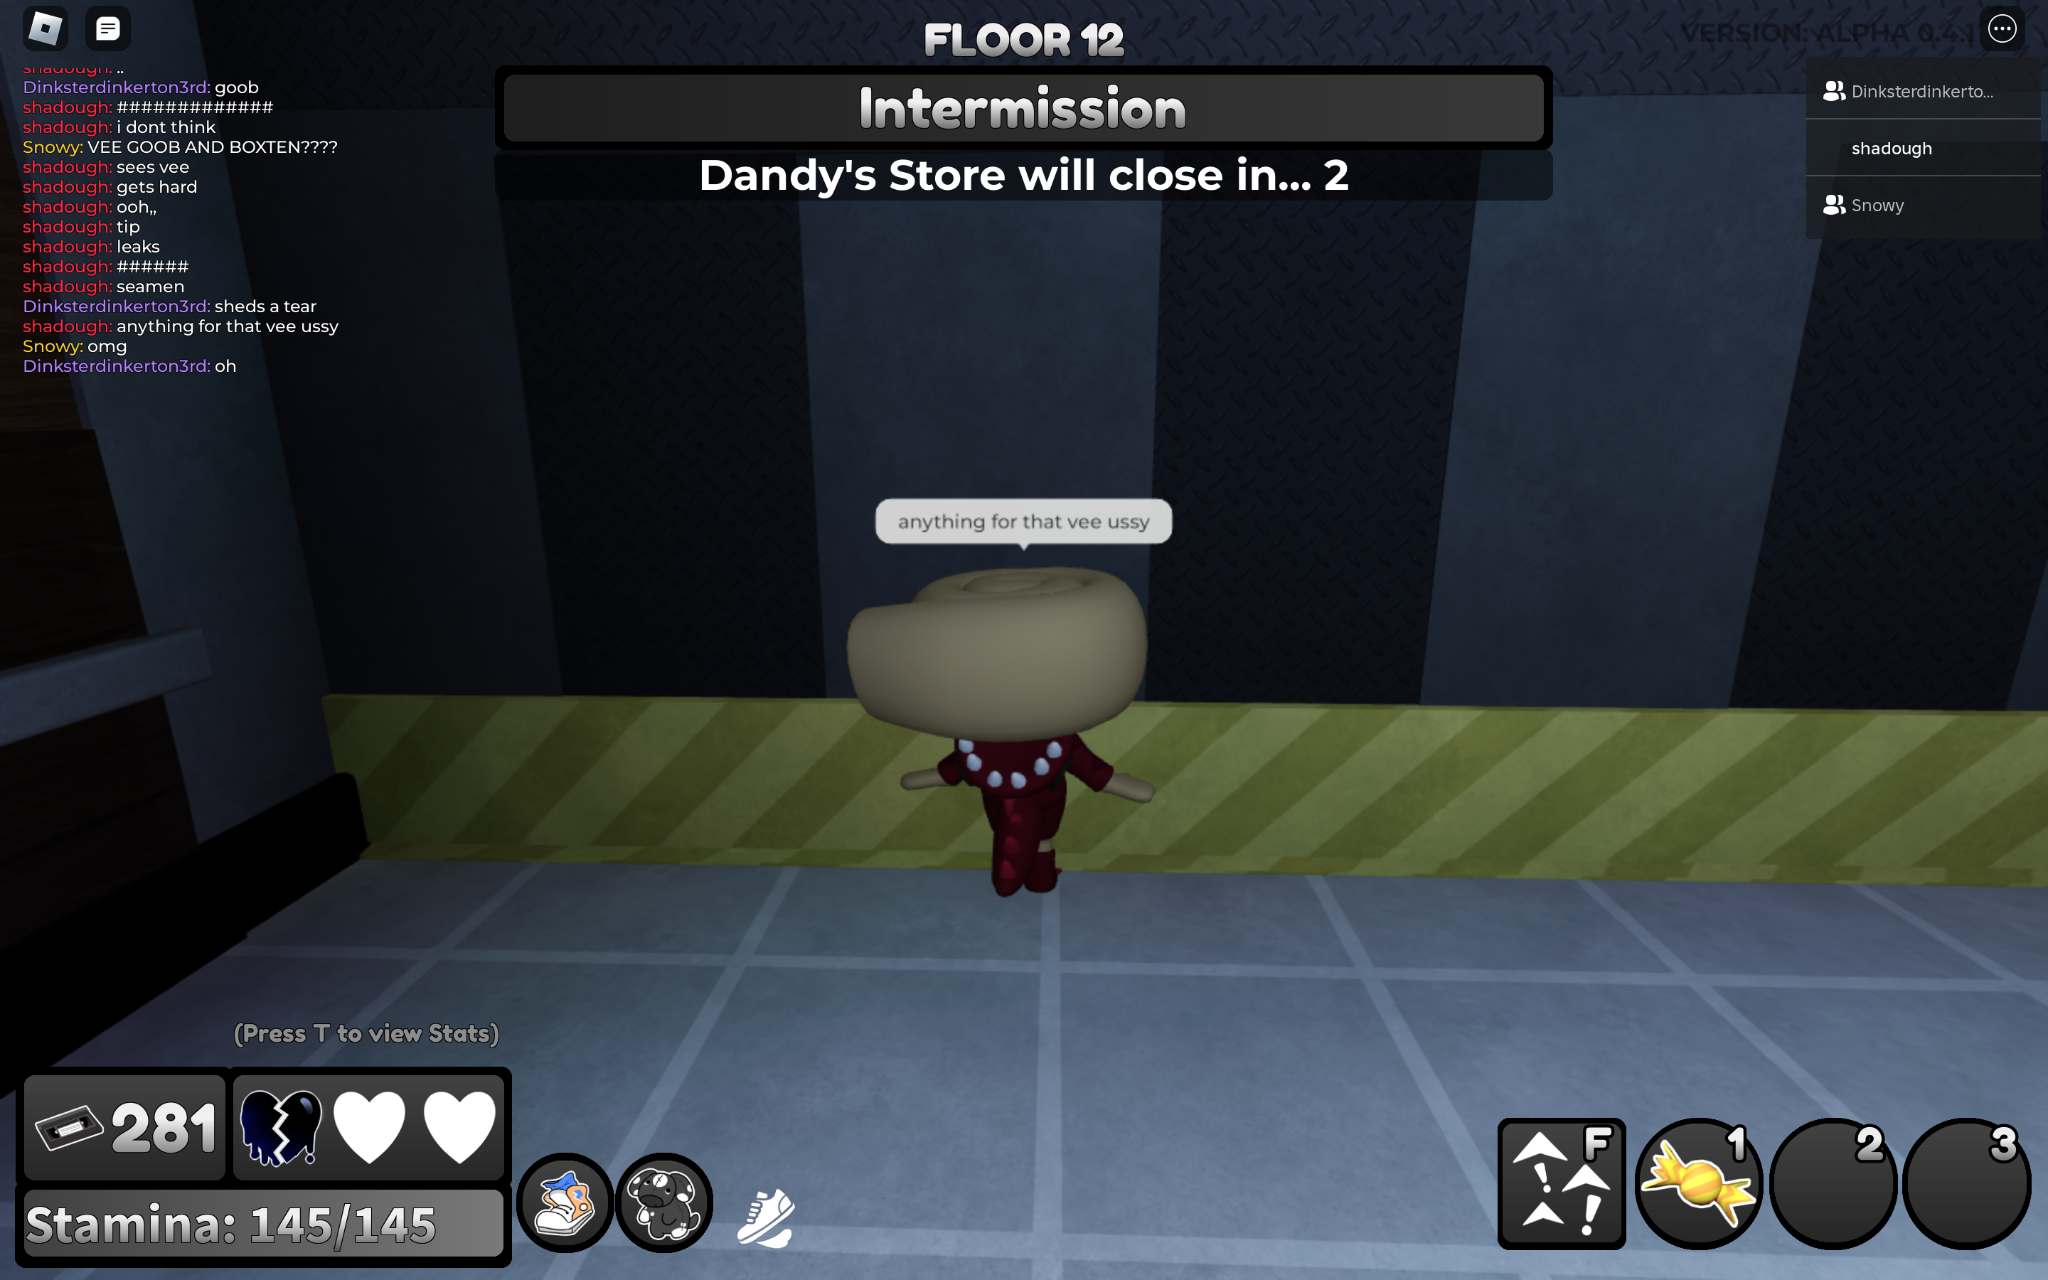 FLOOR 12
VERSION: ALPHA 0.4.1
Intermission
Dandy's Store will close in... 2
shadough: ..
Dinksterdinkerton3rd: goob
shadough: #############
shadough: i dont think
Snowy: VEE GOOB AND BOXTEN????
shadough: sees vee
shadough: gets hard
shadough: ooh,,
shadough: tip
shadough: leaks
shadough: ######
shadough: seamen
Dinksterdinkerton3rd: sheds a tear
shadough: anything for that vee ussy
Snowy: omg
Dinksterdinkerton3rd: oh
Dinksterdinkerto...
shadough
Snowy
anything for that vee ussy
(Press T to view Stats)
281
Stamina: 145/145
F
1
2
3